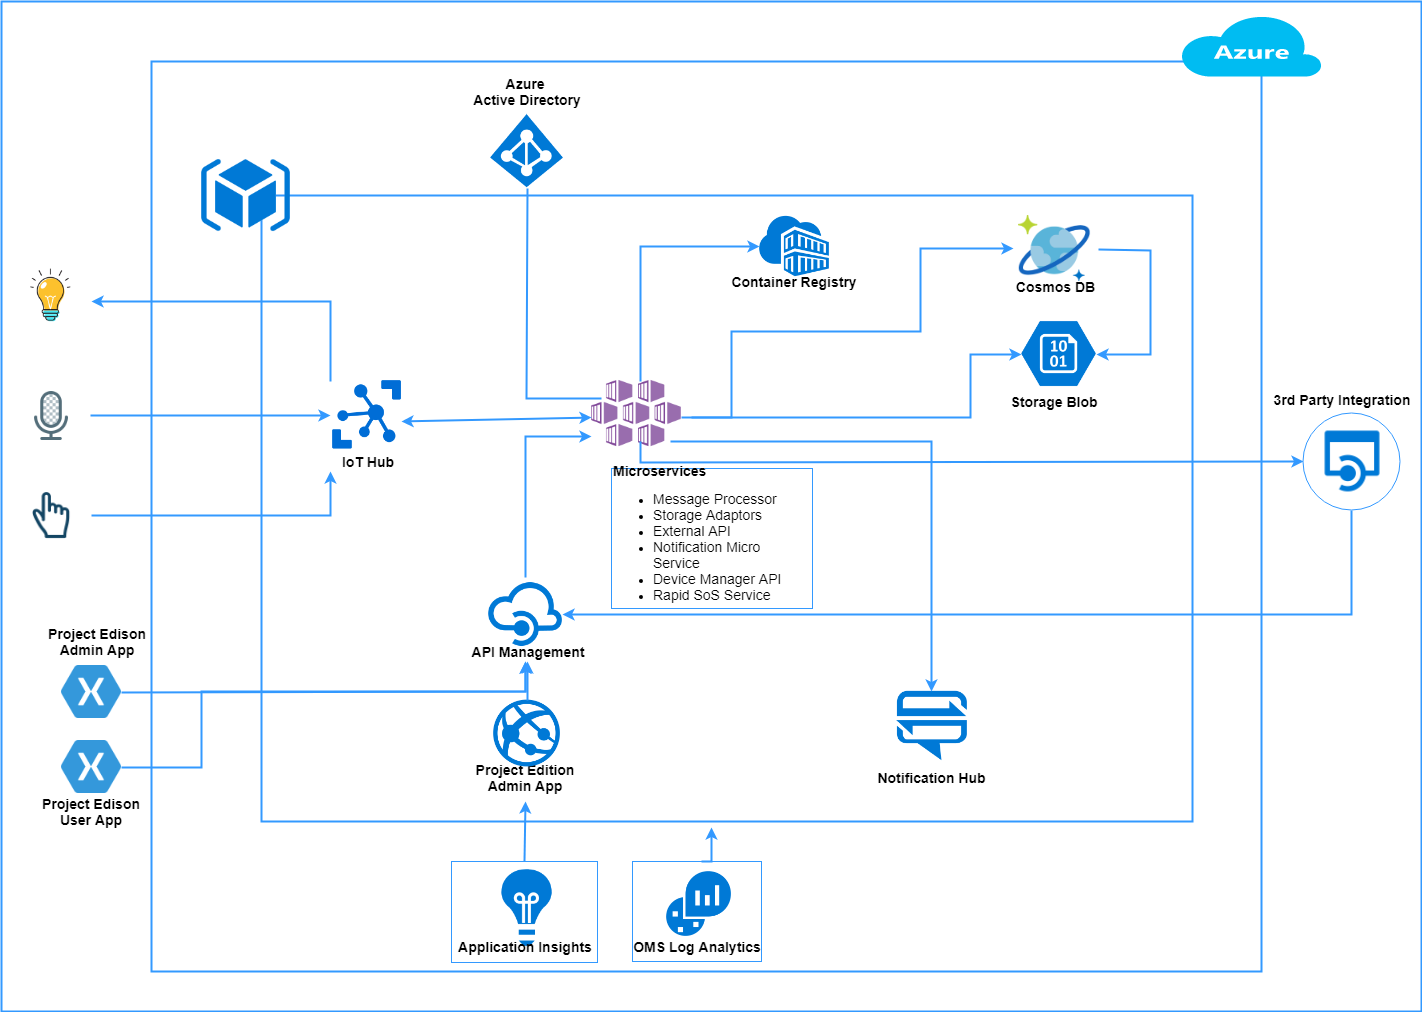 Azure
Azure
Active Directory
Container Registry
Cosmos DB
10
01
Storage Blob
3rd Party Integration
IoT Hub
Microservices
Message Processor
Storage Adaptors
External API
Notification Micro
Service
Device Manager API
Rapid SoS Service
API Management
Project Edison
Admin App
Project Edison
User App
Project Edition
Admin App
Notification Hub
Application Insights
OMS Log Analytics